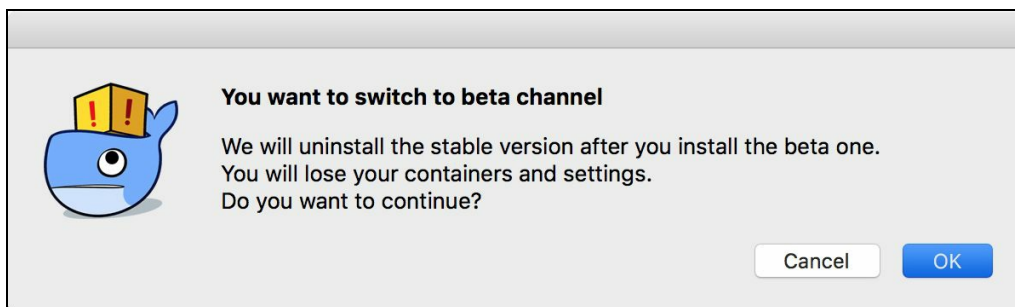 You want to switch to beta channel
We will uninstall the stable version after you install the beta one.
You will lose your containers and settings.
Do you want to continue?
Cancel OK